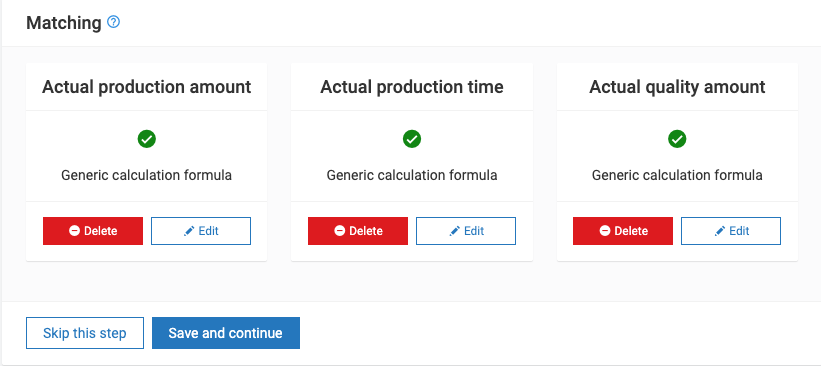 Matching
Actual production amount
Generic calculation formula
Delete
Edit
Actual production time
Generic calculation formula
Delete
Edit
Actual quality amount
Generic calculation formula
Delete
Edit
Skip this step
Save and continue